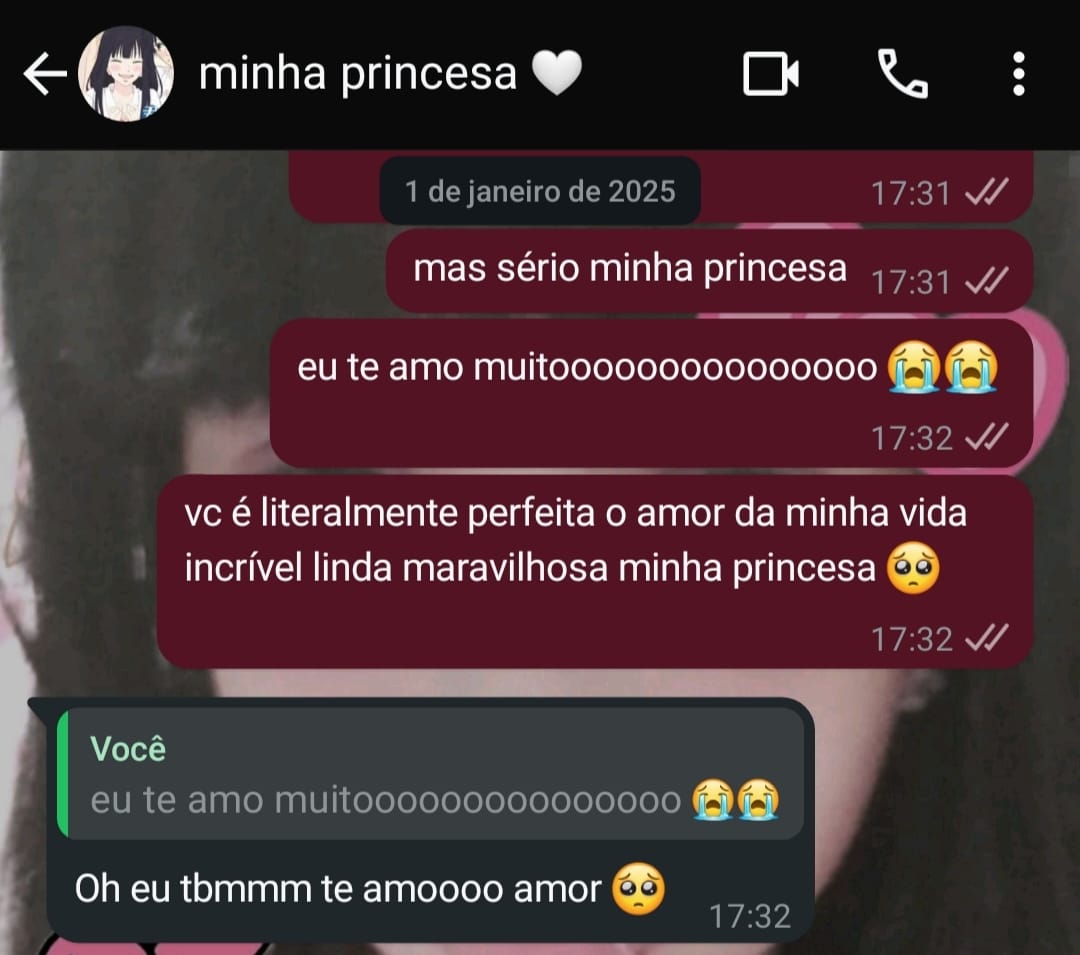 minha princesa 🤍
1 de janeiro de 2025
17:31
mas sério minha princesa
17:31
eu te amo muitooooooooooooooo 😭😭
17:32
vc é literalmente perfeita o amor da minha vida
incrível linda maravilhosa minha princesa 🥺
17:32
Você
eu te amo muitooooooooooooooo 😭😭
Oh eu tbmmm te amoooo amor 🥺
17:32